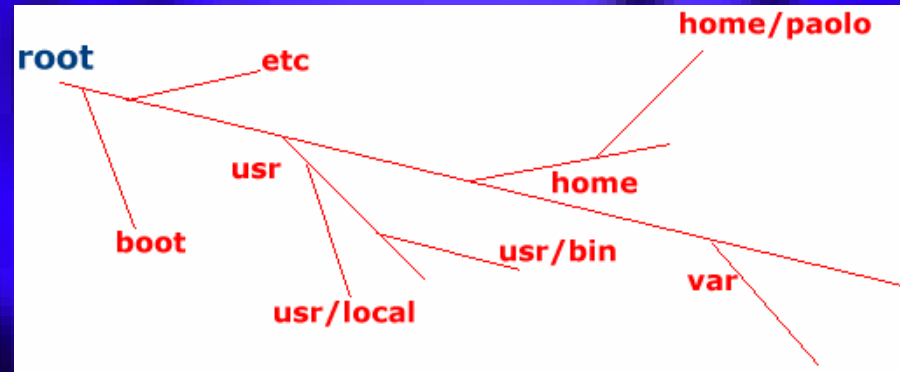 home/paolo
root
etc
usr
home
boot
usr/bin
var
usr/local